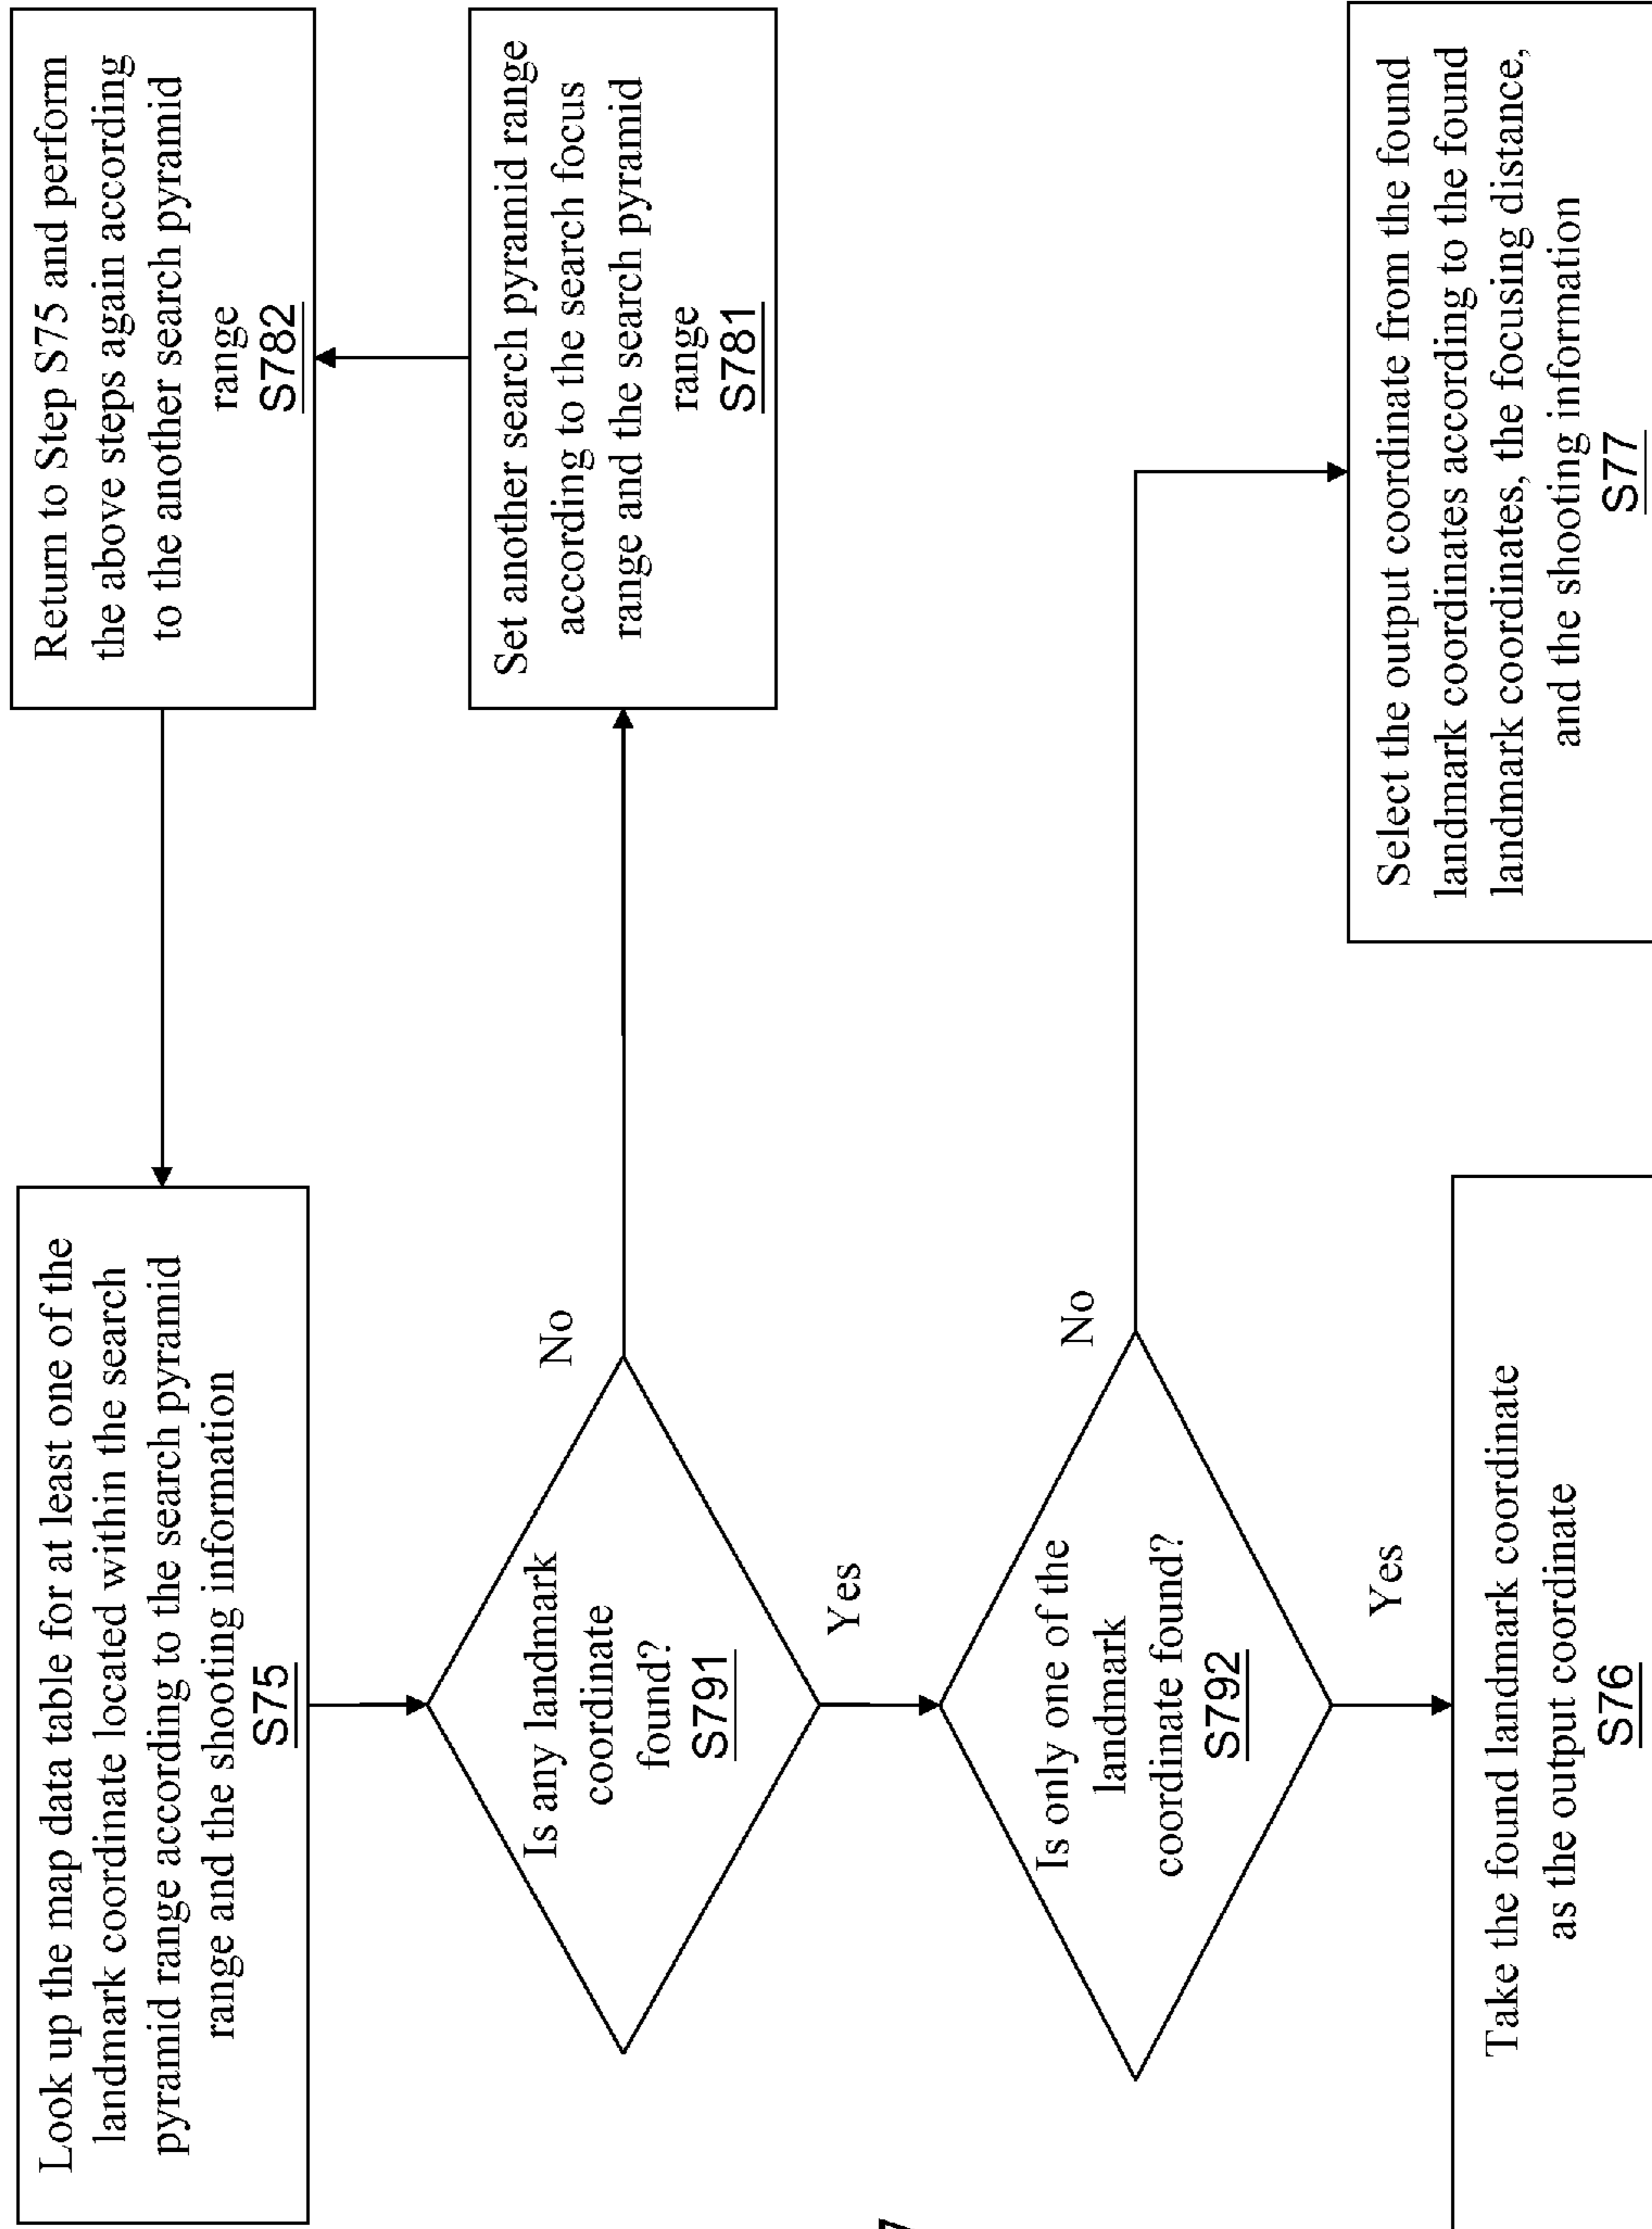 Look up the map data table for at least one of the
landmark coordinate located within the search
pyramid range according to the search pyramid
range and the shooting information
S75
Return to Step S75 and perform
the above steps again according
to the another search pyramid
range
S782
Is any landmark
coordinate
found?
S791
No
Set another search pyramid range
according to the search focus
range and the search pyramid
range
S781
Yes
Is only one of the
landmark
coordinate found?
S792
No
Select the output coordinate from the found
landmark coordinates according to the found
landmark coordinates, the focusing distance,
and the shooting information
S77
Yes
Take the found landmark coordinate
as the output coordinate
S76